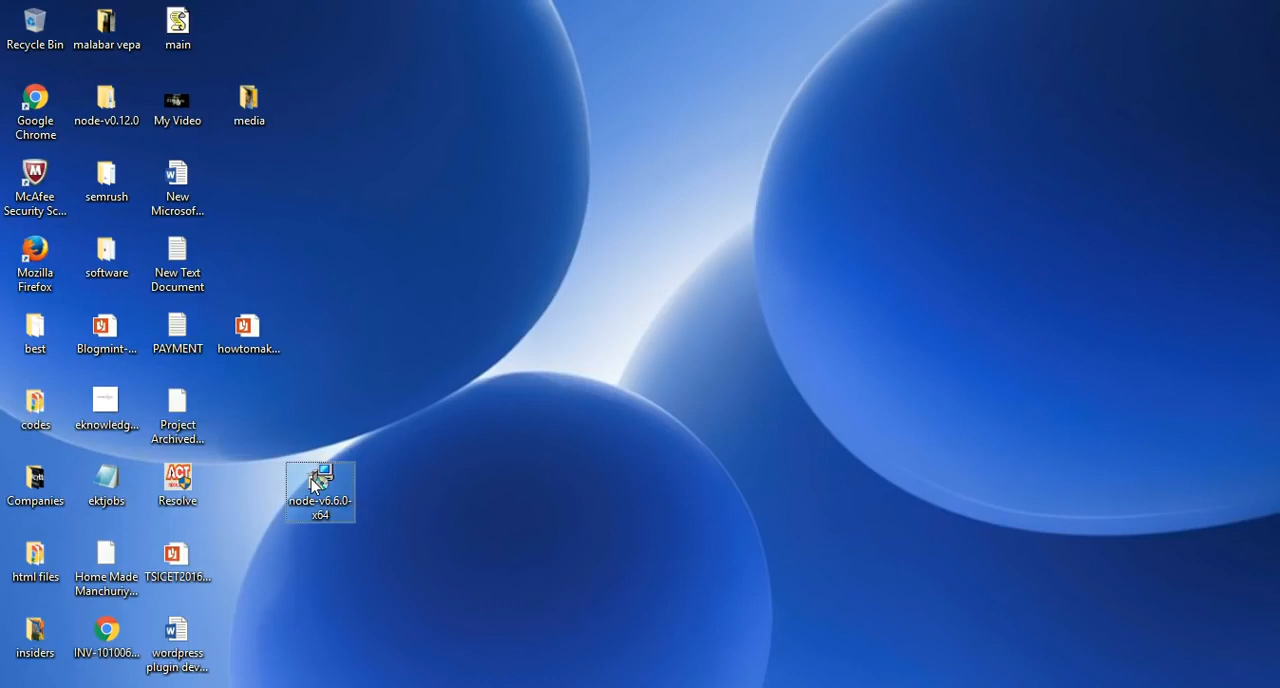 Recycle Bin
malabar vepa
main
Google
Chrome
node-v0.12.0
My Video
media
McAfee
Security Sc...
semrush
New
Microsof...
Mozilla
Firefox
software
New Text
Document
best
Blogmint-...
PAYMENT
howtomak...
codes
eknowledg...
Project
Archived...
Companies
ektjobs
ACT
Resolve
node-v6.6.0-
x64
html files
Home Made
Manchuriy...
TSICET2016...
insiders
INV-101006...
wordpress
plugin dev...